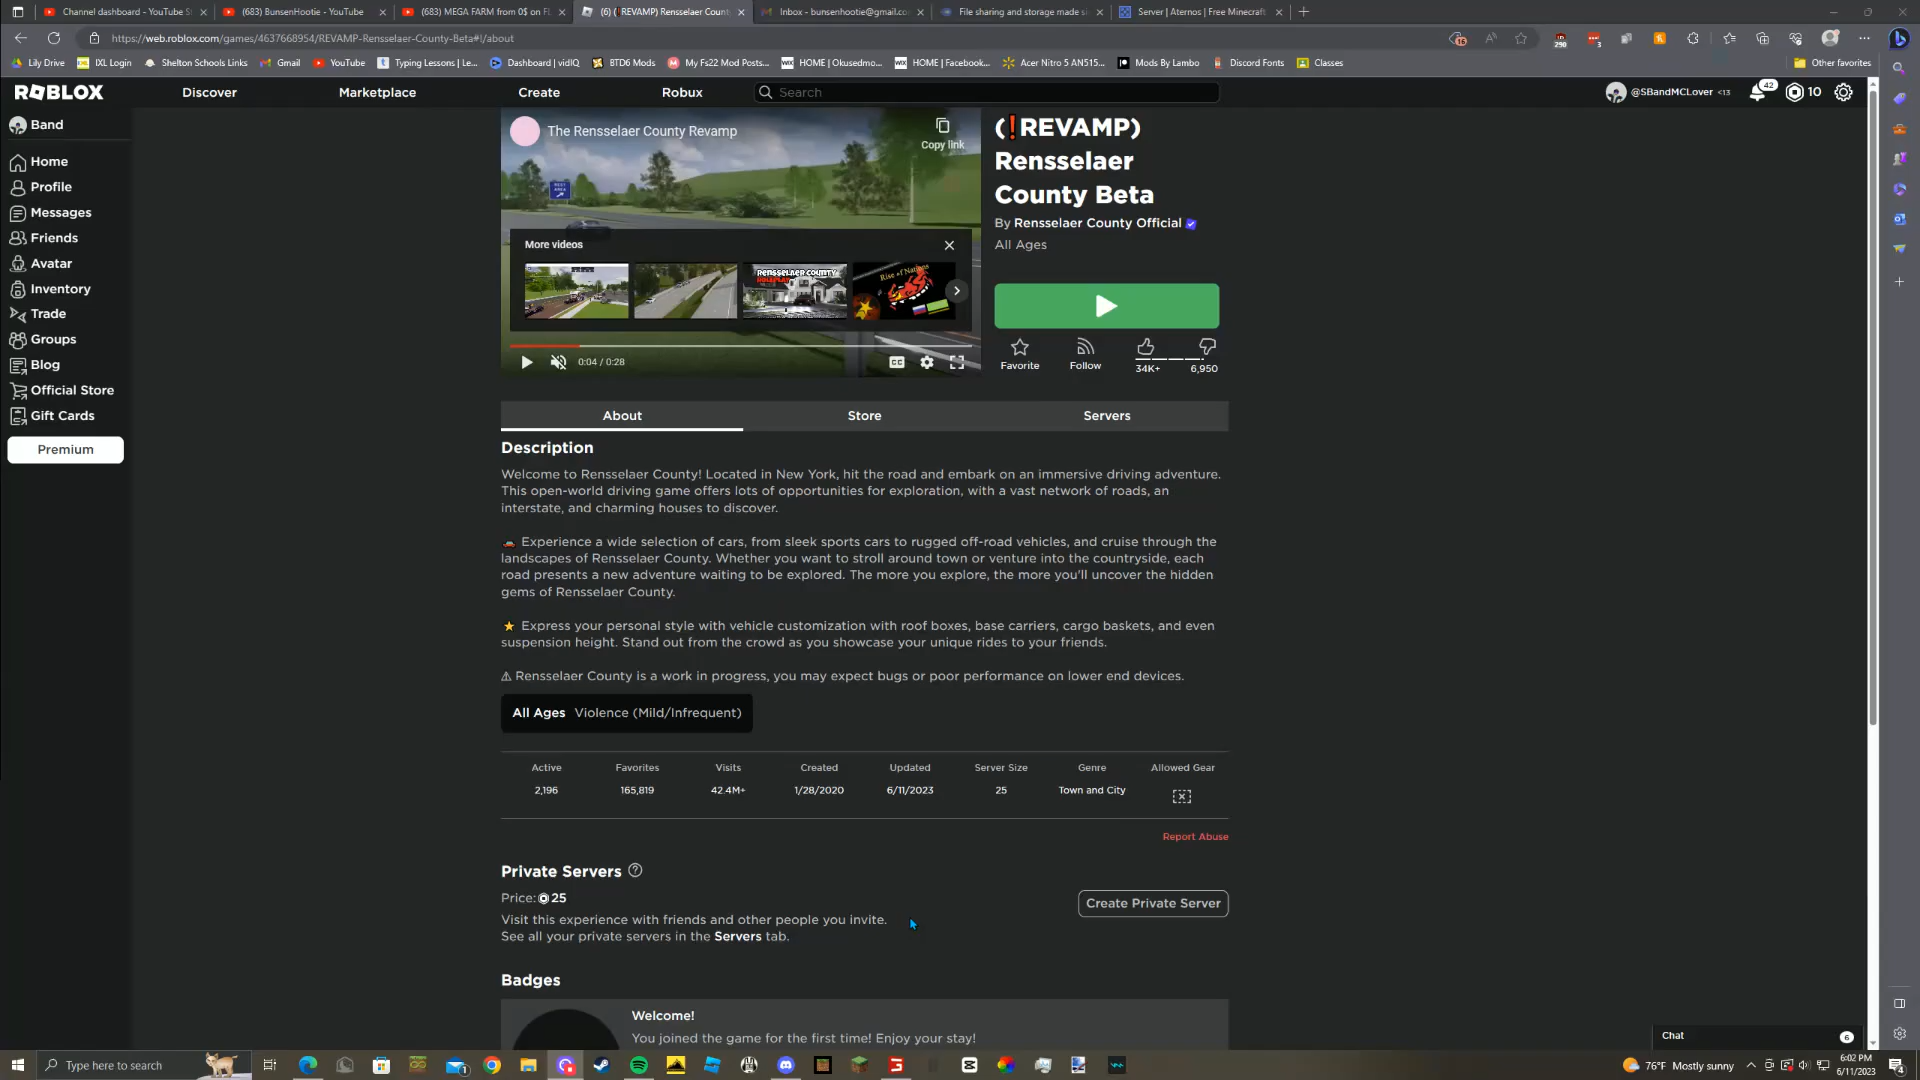 Channel dashboard - YouTube S
(683) BunsenHootie - YouTube
(683) MEGA FARM from 0$ on FL
(6) (❗REVAMP) Rensselaer Coun
Inbox - bunsenhootie@gmail.co
File sharing and storage made si
Server | Aternos | Free Minecraft
https://web.roblox.com/games/4637668954/REVAMP-Rensselaer-County-Beta#!/about
Lily Drive
IXL Login
Shelton Schools Links
Gmail
YouTube
Typing Lessons | Le...
Dashboard | vidIQ
BTD6 Mods
My Fs22 Mod Posts...
HOME | Okusedmo...
HOME | Facebook...
Acer Nitro 5 AN515...
Mods By Lambo
Discord Fonts
Classes
Other favorites
ROBLOX
Discover
Marketplace
Create
Robux
Search
@SBandMCLover <13
42
10
Band
Home
Profile
Messages
Friends
Avatar
Inventory
Trade
Groups
Blog
Official Store
Gift Cards
Premium
The Rensselaer County Revamp
Copy link
REST AREA
More videos
RENSSELAER COUNTY
Rise of Nations
0:04 / 0:28
(❗REVAMP)
Rensselaer
County Beta
By Rensselaer County Official
All Ages
Favorite
Follow
34K+
6,950
About
Store
Servers
Description
Welcome to Rensselaer County! Located in New York, hit the road and embark on an immersive driving adventure.
This open-world driving game offers lots of opportunities for exploration, with a vast network of roads, an
interstate, and charming houses to discover.
🚗 Experience a wide selection of cars, from sleek sports cars to rugged off-road vehicles, and cruise through the
landscapes of Rensselaer County. Whether you want to stroll around town or venture into the countryside, each
road presents a new adventure waiting to be explored. The more you explore, the more you'll uncover the hidden
gems of Rensselaer County.
⭐ Express your personal style with vehicle customization with roof boxes, base carriers, cargo baskets, and even
suspension height. Stand out from the crowd as you showcase your unique rides to your friends.
⚠ Rensselaer County is a work in progress, you may expect bugs or poor performance on lower end devices.
All Ages Violence (Mild/Infrequent)
Active
Favorites
Visits
Created
Updated
Server Size
Genre
Allowed Gear
2,196
165,819
42.4M+
1/28/2020
6/11/2023
25
Town and City
Report Abuse
Private Servers
Price: 25
Create Private Server
Visit this experience with friends and other people you invite.
See all your private servers in the Servers tab.
Badges
Welcome!
You joined the game for the first time! Enjoy your stay!
Chat
6
Type here to search
76°F Mostly sunny
6:02 PM
6/11/2023